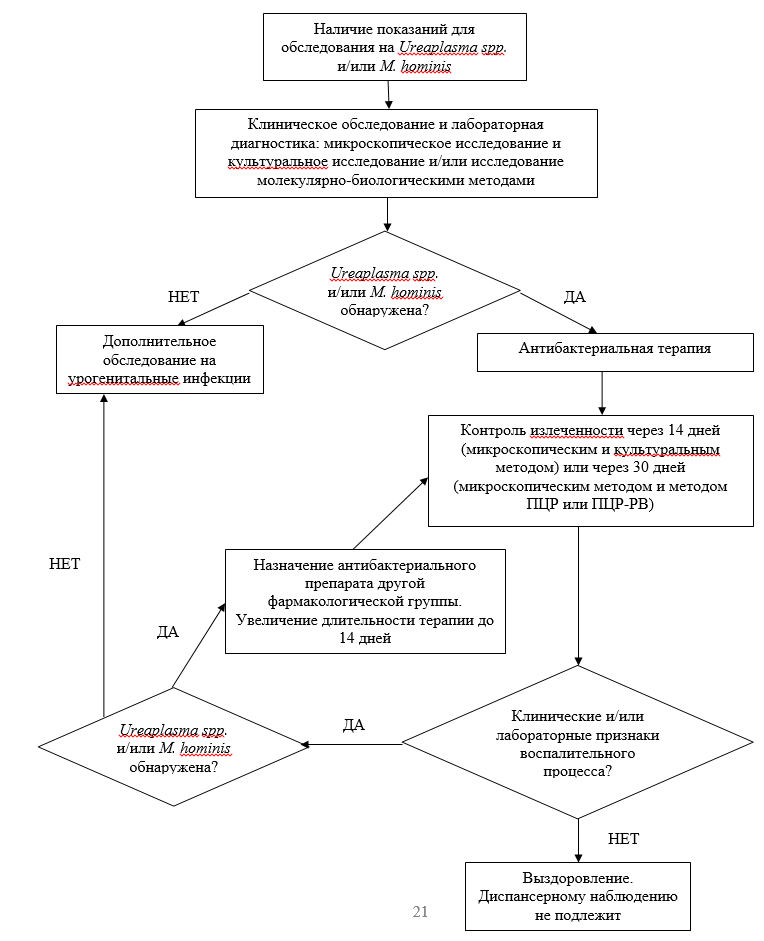 Наличие показаний для
обследования на Ureaplasma spp.
и/или M. hominis
Клиническое обследование и лабораторная
диагностика: микроскопическое исследование и
культуральное исследование и/или исследование
молекулярно-биологическими методами
Ureaplasma spp.
и/или M. hominis
обнаружена?
НЕТ
ДА
Дополнительное
обследование на
урогенитальные инфекции
Антибактериальная терапия
Контроль излеченности через 14 дней
(микроскопическим и культуральным
методом) или через 30 дней
(микроскопическим методом и методом
ПЦР или ПЦР-РВ)
НЕТ
Назначение антибактериального
препарата другой
фармакологической группы.
Увеличение длительности терапии до
14 дней
ДА
Ureaplasma spp.
и/или M. hominis
обнаружена?
ДА
Клинические и/или
лабораторные признаки
воспалительного
процесса?
НЕТ
Выздоровление.
Диспансерному наблюдению
не подлежит
21